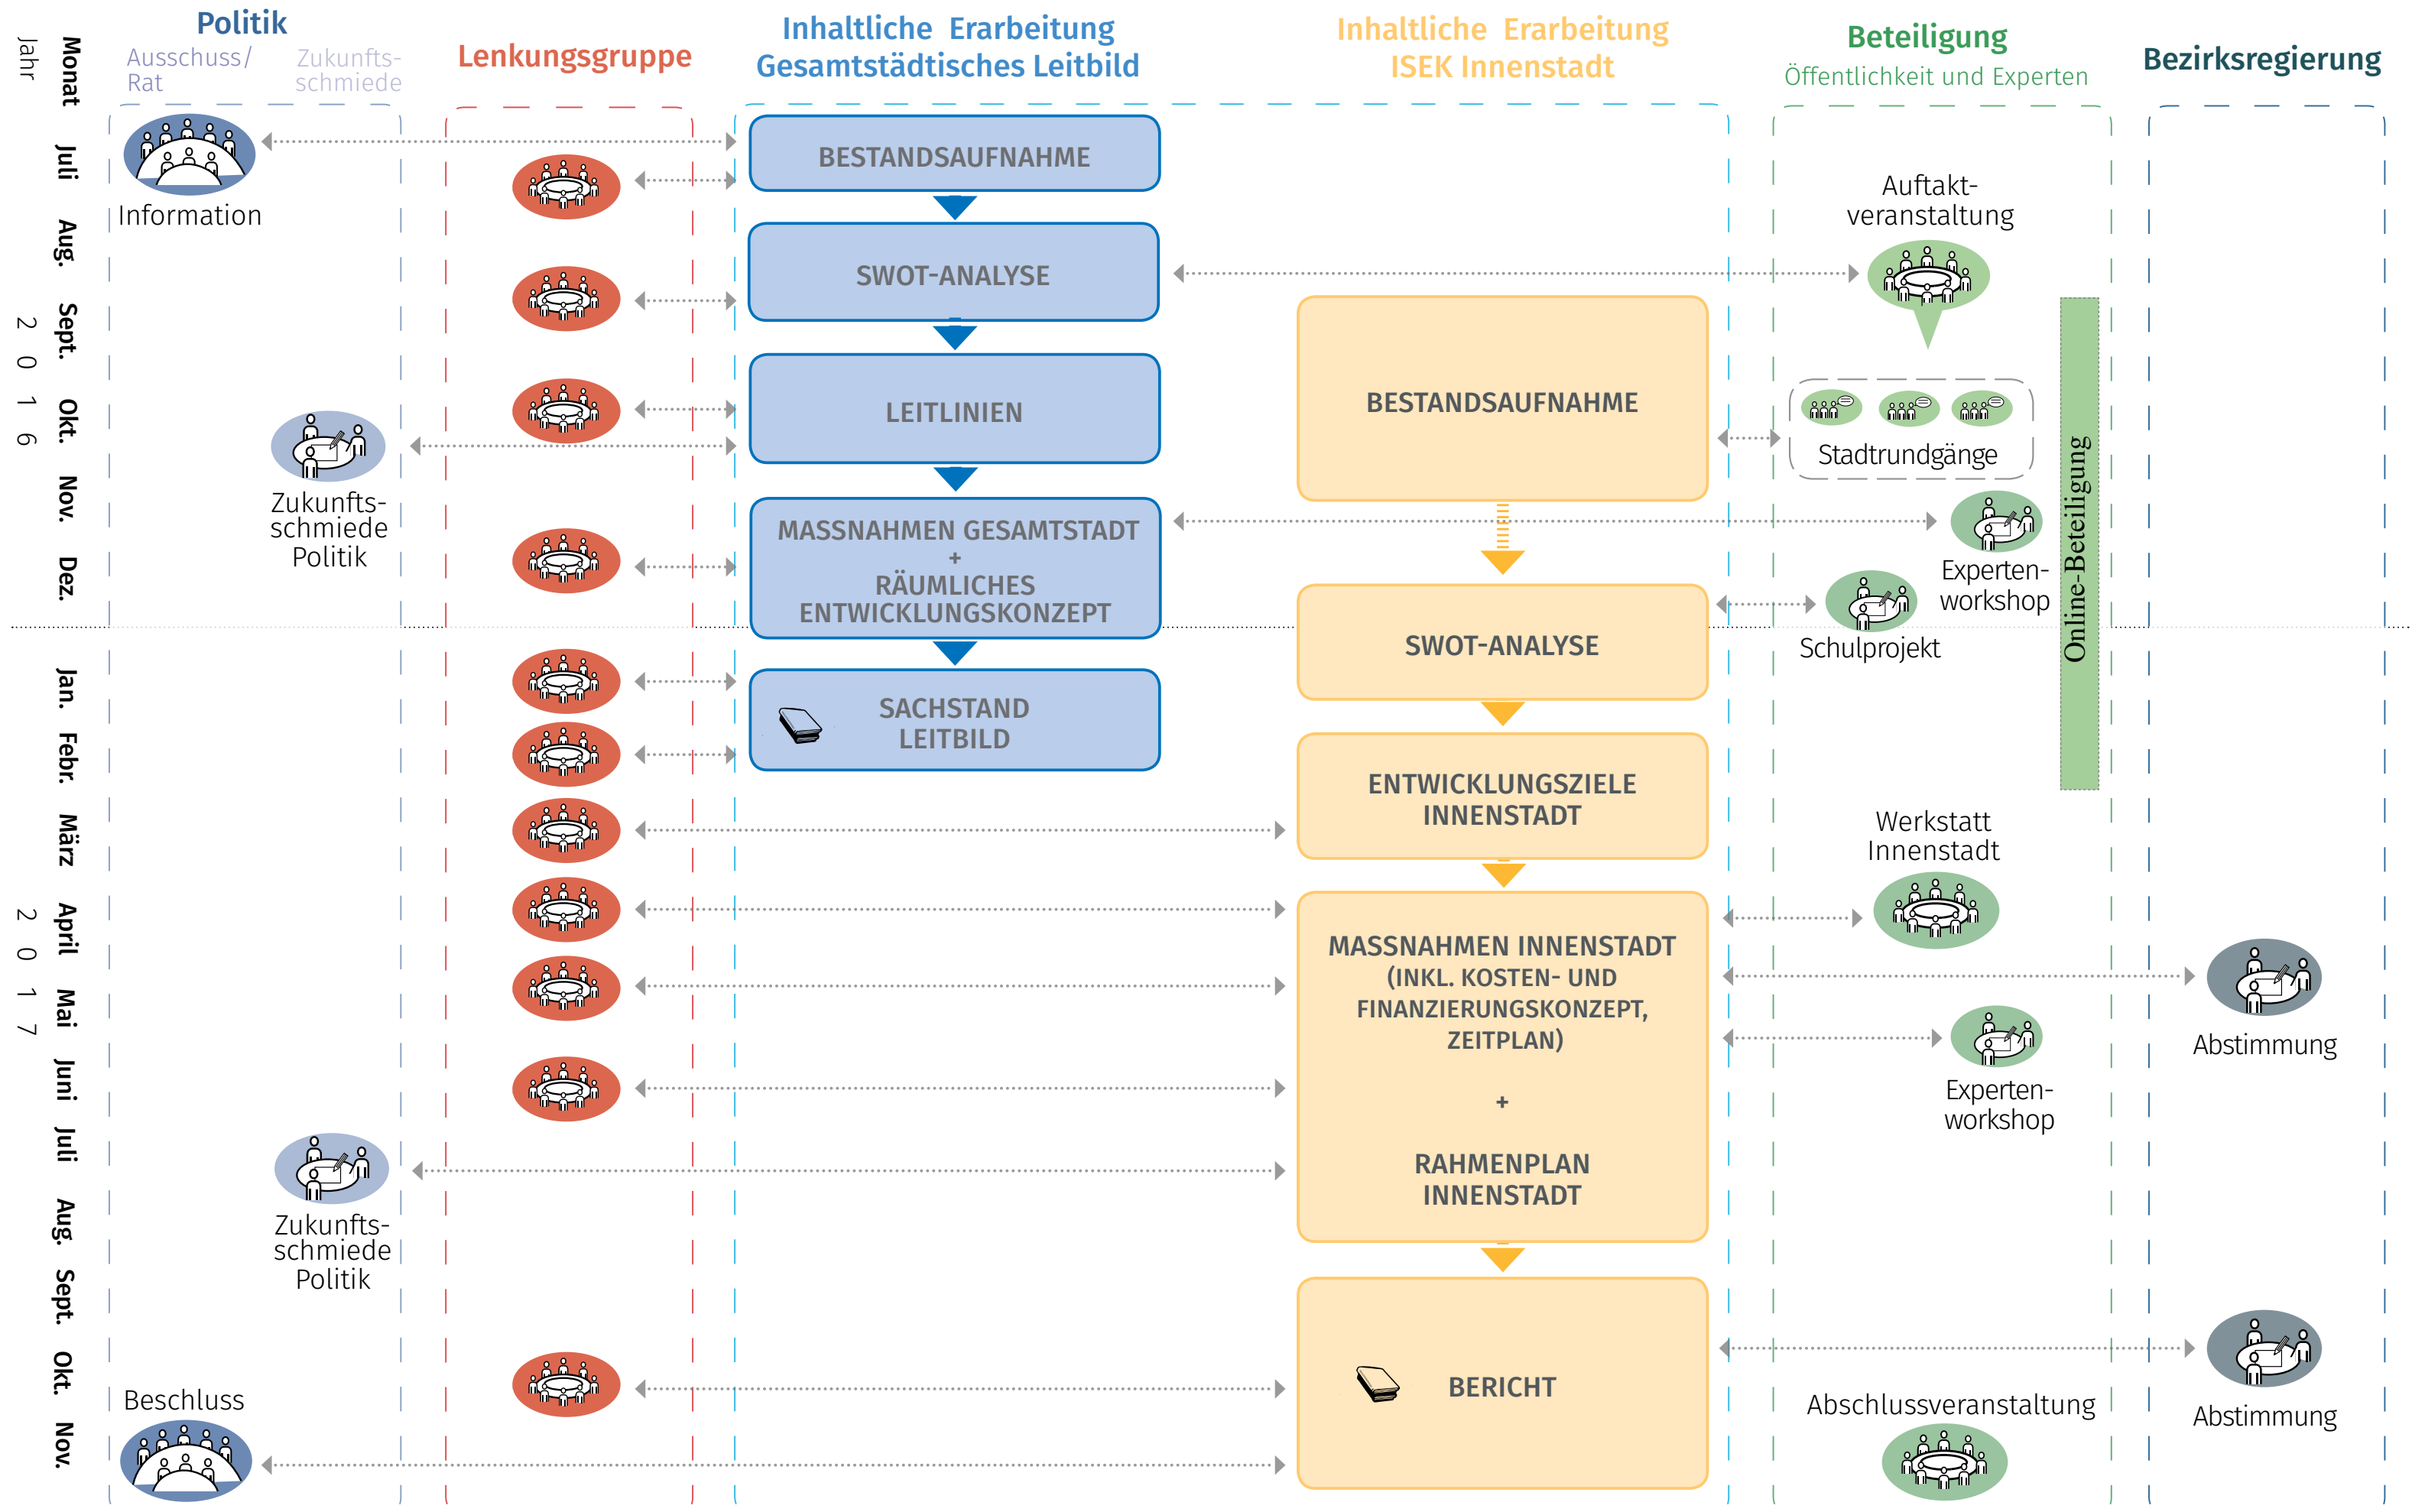 Jahr
Monat
Politik
Ausschuss/
Rat
Zukunfts-
schmiede
Lenkungsgruppe
Inhaltliche Erarbeitung
Gesamtstädtisches Leitbild
Inhaltliche Erarbeitung
ISEK Innenstadt
Beteiligung
Öffentlichkeit und Experten
Bezirksregierung
2016
Juli
Aug.
Sept.
Okt.
Nov.
Dez.
2017
Jan.
Febr.
März
April
Mai
Juni
Juli
Aug.
Sept.
Okt.
Nov.
Information
Zukunfts-
schmiede
Politik
Zukunfts-
schmiede
Politik
Beschluss
BESTANDSAUFNAHME
SWOT-ANALYSE
LEITLINIEN
MASSNAHMEN GESAMTSTADT
+
RÄUMLICHES
ENTWICKLUNGSKONZEPT
SACHSTAND
LEITBILD
BESTANDSAUFNAHME
SWOT-ANALYSE
ENTWICKLUNGSZIELE
INNENSTADT
MASSNAHMEN INNENSTADT
(INKL. KOSTEN- UND
FINANZIERUNGSKONZEPT,
ZEITPLAN)
+
RAHMENPLAN
INNENSTADT
BERICHT
Auftakt-
veranstaltung
Stadtrundgänge
Experten-
workshop
Schulprojekt
Online-Beteiligung
Werkstatt
Innenstadt
Experten-
workshop
Abschlussveranstaltung
Abstimmung
Abstimmung